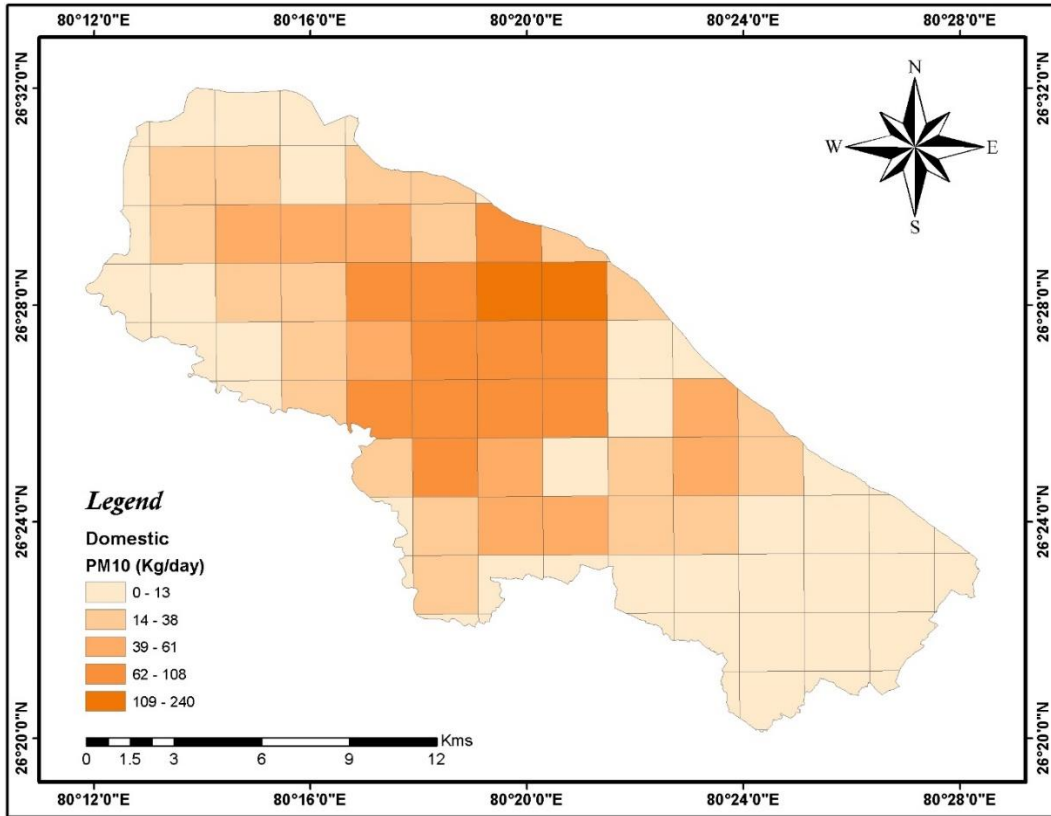 80°12'0"E 80°16'0"E 80°20'0"E 80°24'0"E 80°28'0"E
26°32'0"N 26°32'0"N
N
W E
S
26°28'0"N 26°28'0"N
26°24'0"N 26°24'0"N
Legend
Domestic
PM10 (Kg/day)
0 - 13
14 - 38
39 - 61
62 - 108
109 - 240
26°20'0"N 26°20'0"N
Kms
0 1.5 3 6 9 12
80°12'0"E 80°16'0"E 80°20'0"E 80°24'0"E 80°28'0"E